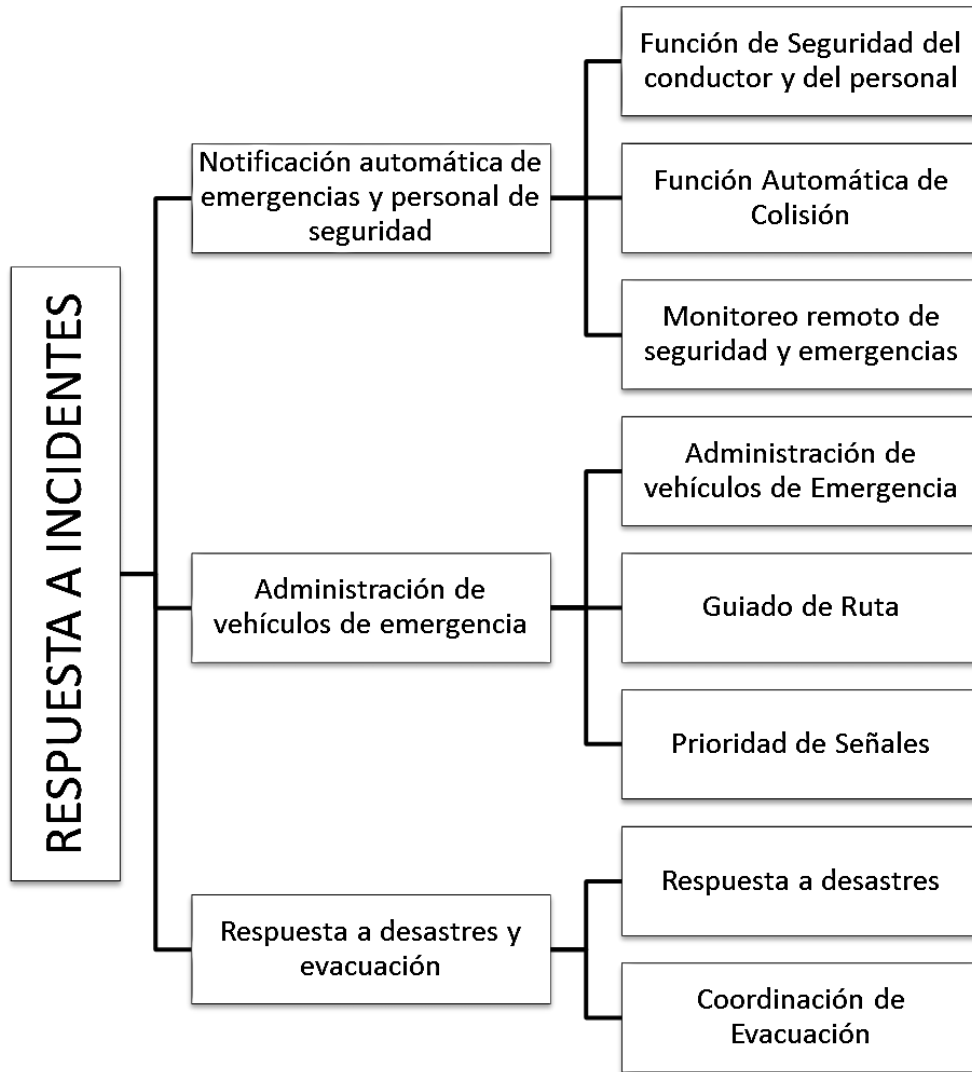 RESPUESTA A INCIDENTES
Notificación automática de
emergencias y personal de
seguridad
Función de Seguridad del
conductor y del personal
Función Automática de
Colisión
Monitoreo remoto de
seguridad y emergencias
Administración de
vehículos de emergencia
Administración de
vehículos de Emergencia
Guiado de Ruta
Prioridad de Señales
Respuesta a desastres y
evacuación
Respuesta a desastres
Coordinación de
Evacuación